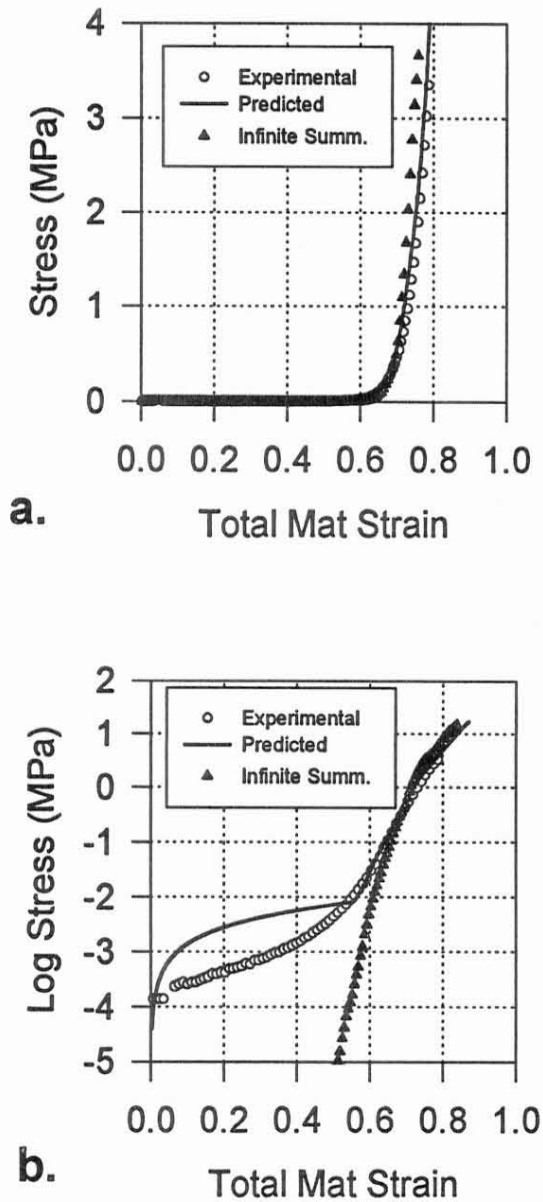 4
3
2
1
0
Stress (MPa)
Experimental
Predicted
Infinite Summ.
0.0 0.2 0.4 0.6 0.8 1.0
a.
Total Mat Strain
2
1
0
-1
-2
-3
-4
-5
Log Stress (MPa)
Experimental
Predicted
Infinite Summ.
0.0 0.2 0.4 0.6 0.8 1.0
b.
Total Mat Strain